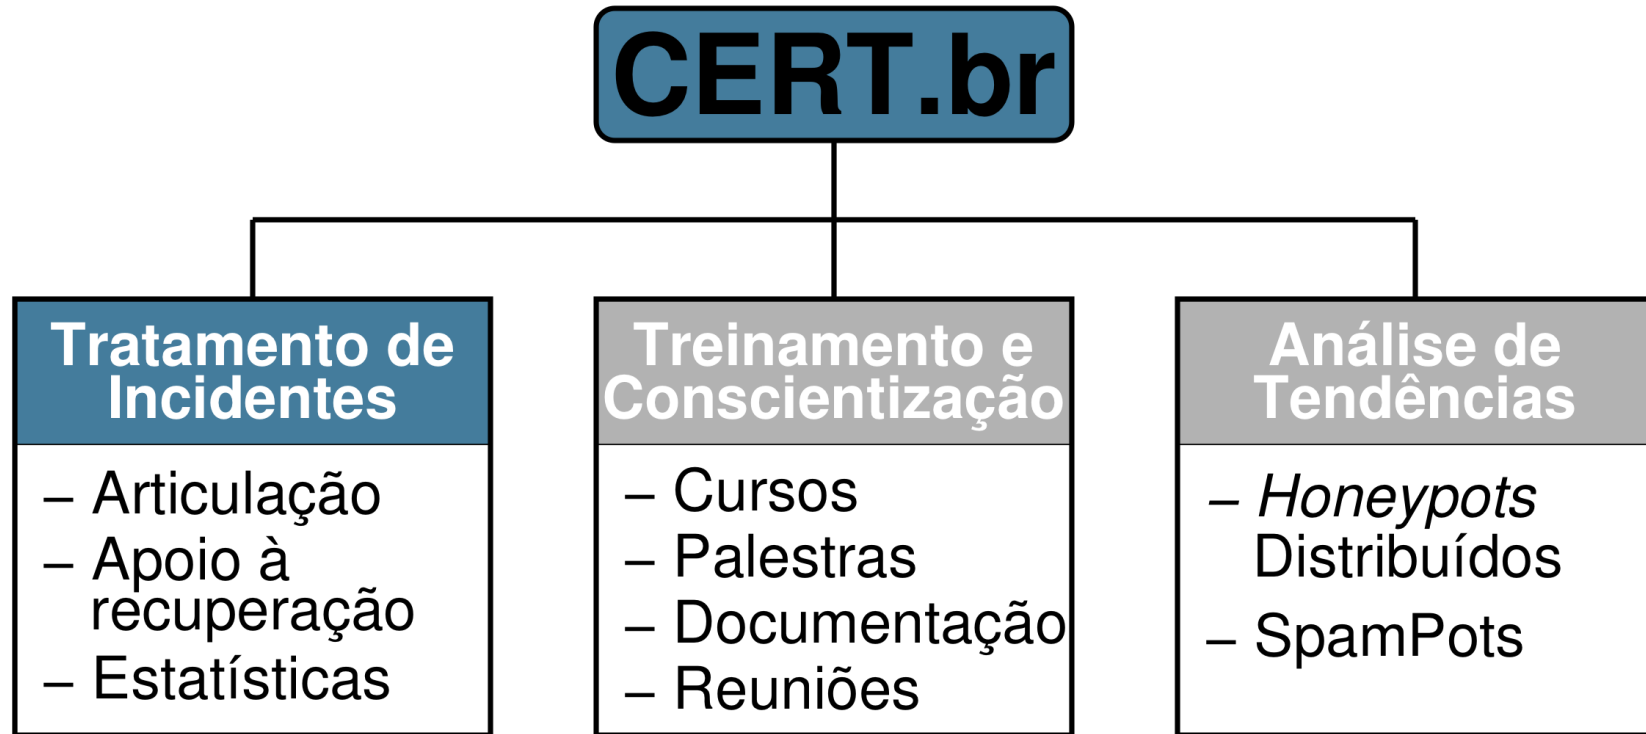 CERT.br
Tratamento de
Incidentes
– Articulação
– Apoio à
recuperação
– Estatísticas
Treinamento e
Conscientização
– Cursos
– Palestras
– Documentação
– Reuniões
Análise de
Tendências
– Honeypots
Distribuídos
– SpamPots